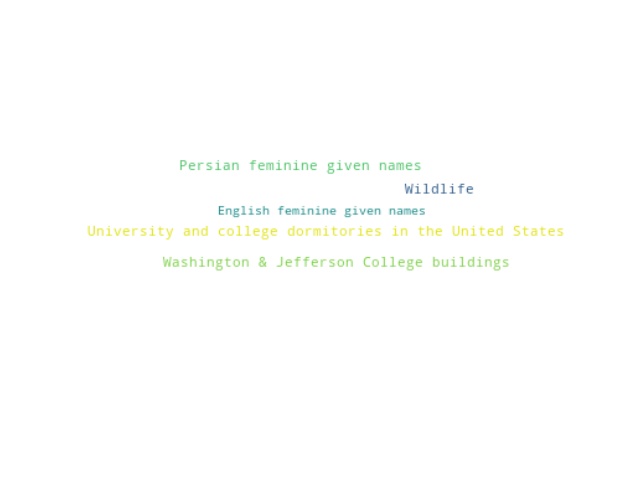 Persian feminine given names
Wildlife
English feminine given names
University and college dormitories in the United States
Washington & Jefferson College buildings